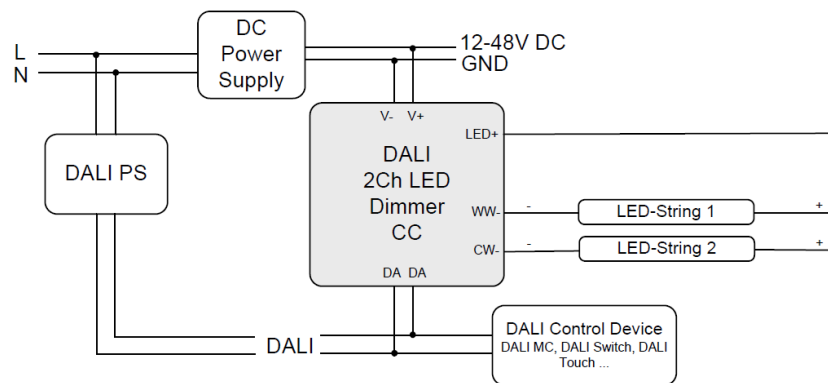 DC
Power
Supply
L
N
12-48V DC
GND
V- V+
LED+
DALI
2Ch LED
Dimmer
CC
DALI PS
WW-
-
LED-String 1
+
CW-
-
LED-String 2
+
DA DA
DALI
DALI Control Device
DALI MC, DALI Switch, DALI
Touch ...